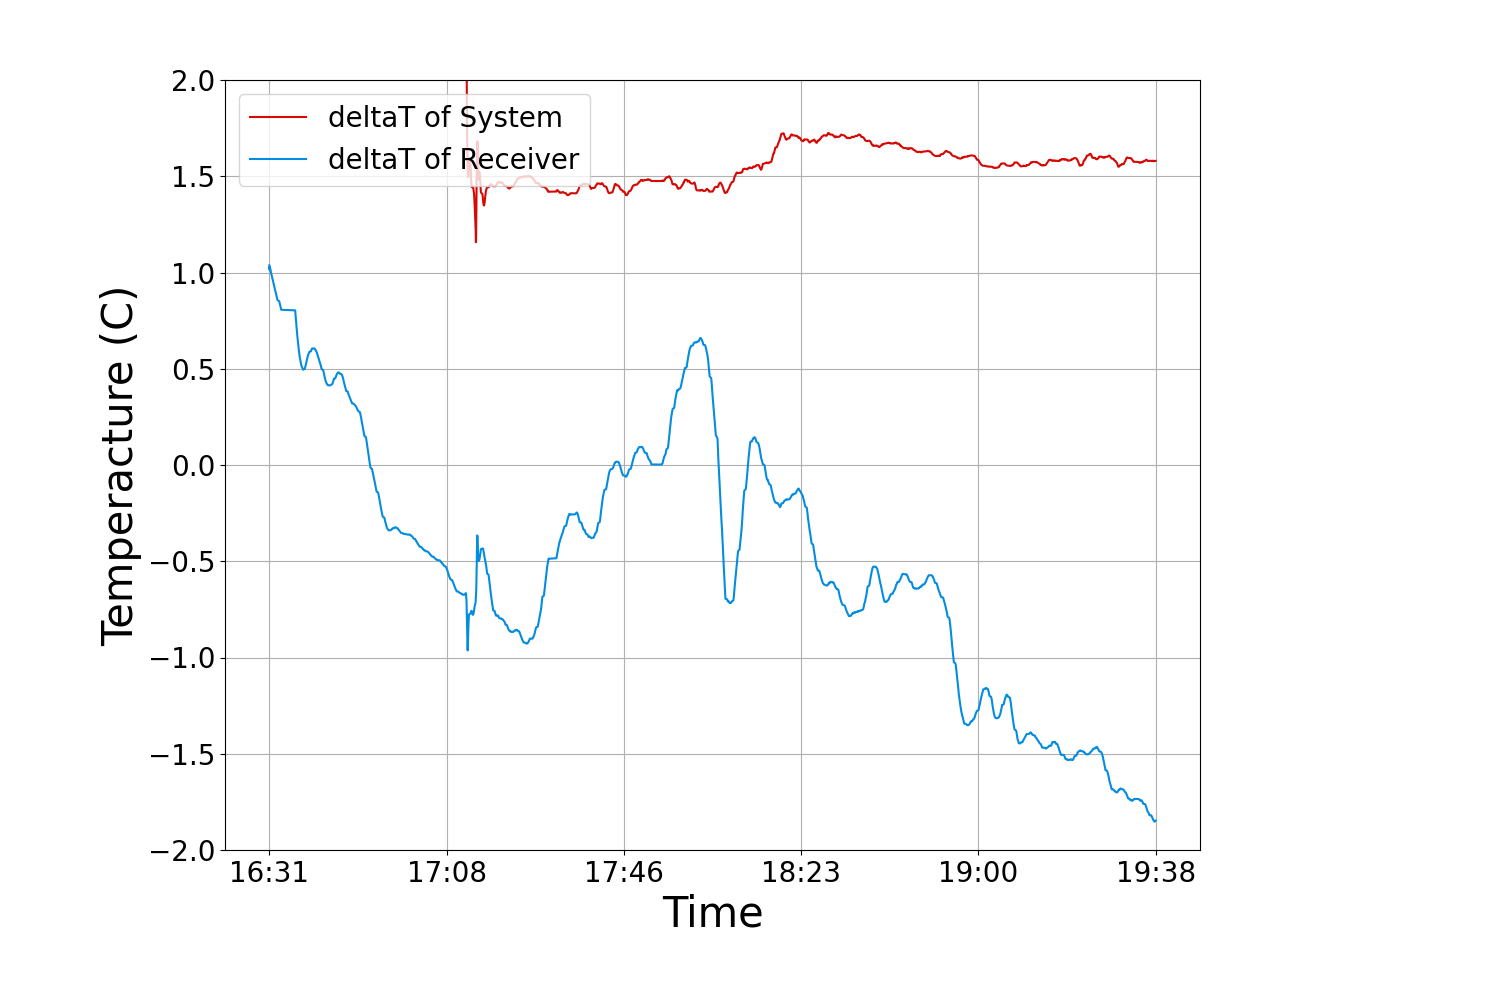 2.0
deltaT of System
deltaT of Receiver
1.5
1.0
0.5
0.0
−0.5
−1.0
−1.5
−2.0
Temperacture (C)
16:31 17:08 17:46 18:23 19:00 19:38
Time